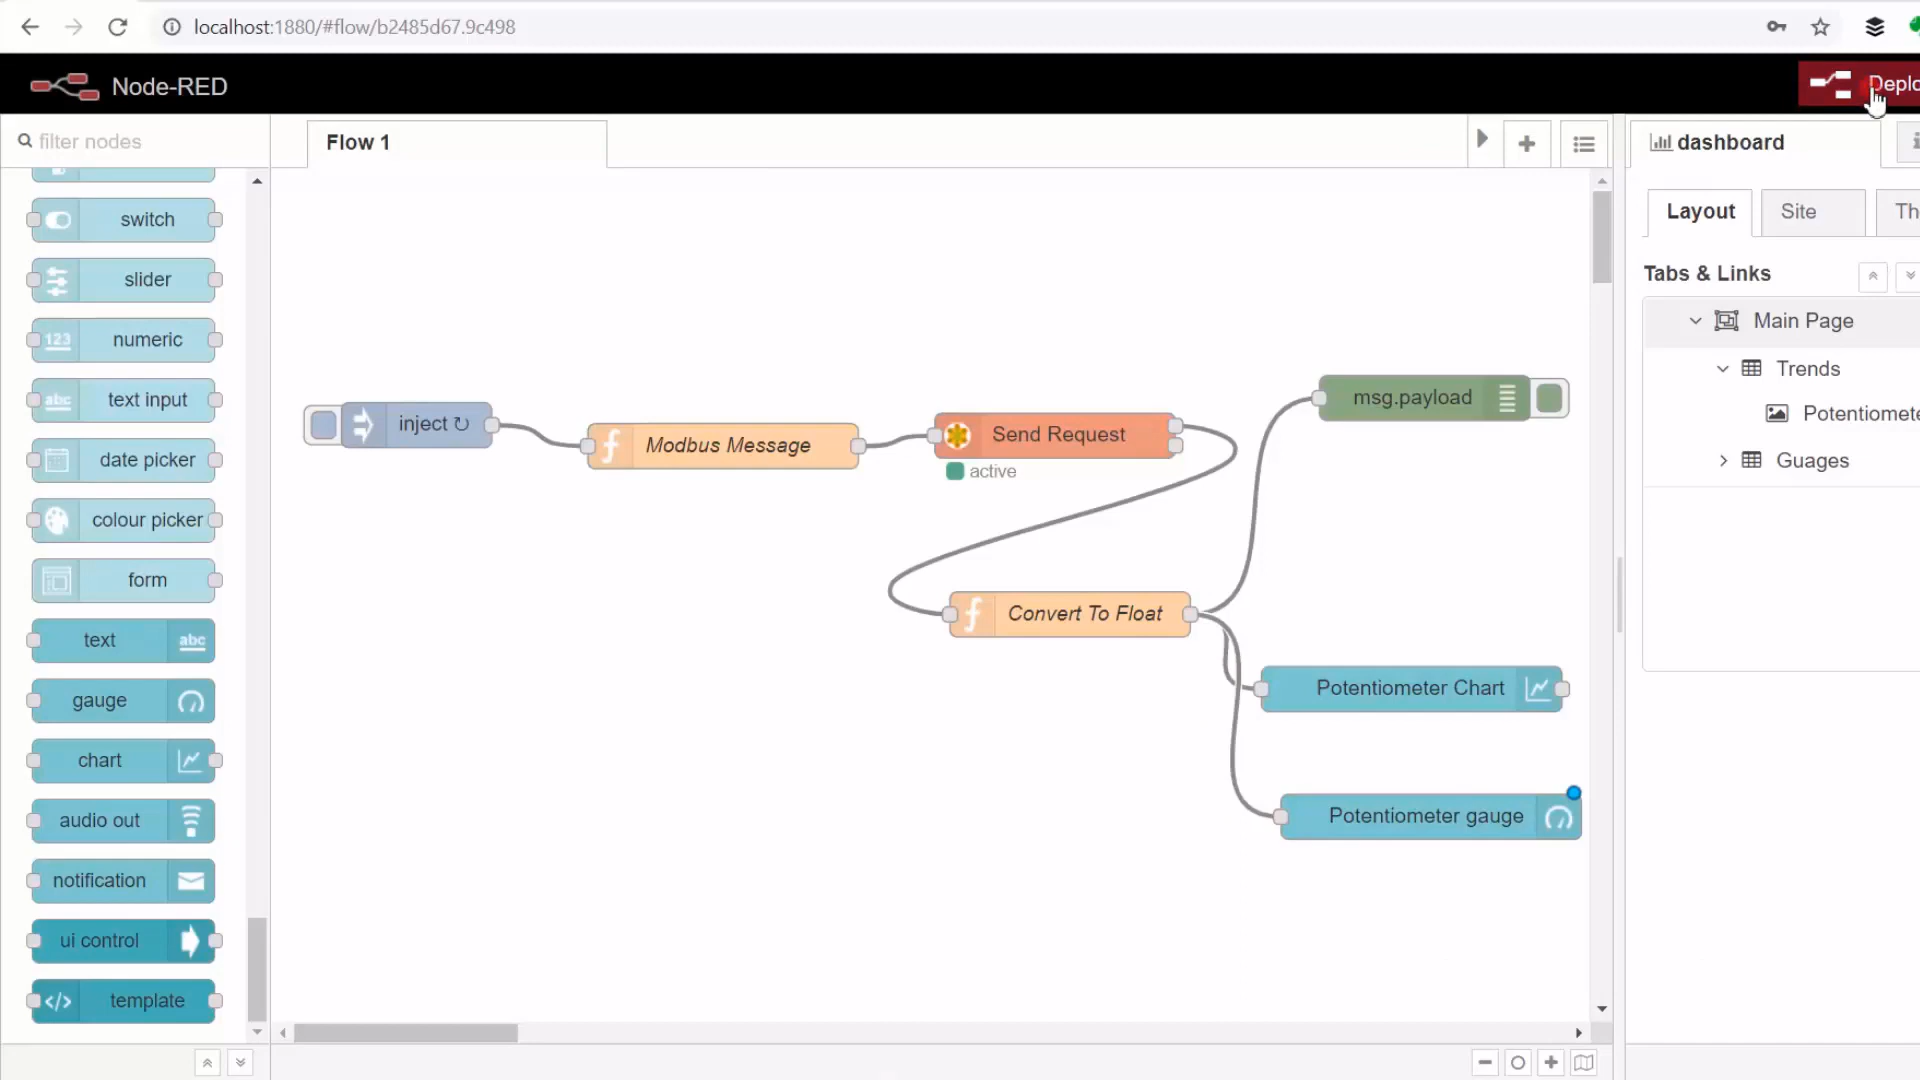 localhost:1880/#flow/b2485d67.9c498
Node-RED
Deplo
filter nodes
Flow 1
dashboard
switch
slider
123 numeric
abc text input
date picker
colour picker
form
text abc
gauge
chart
audio out
notification
ui control
</> template
inject ↻
Modbus Message
Send Request
active
msg.payload
Convert To Float
Potentiometer Chart
Potentiometer gauge
Layout
Site
Th
Tabs & Links
Main Page
Trends
Potentiomete
Guages